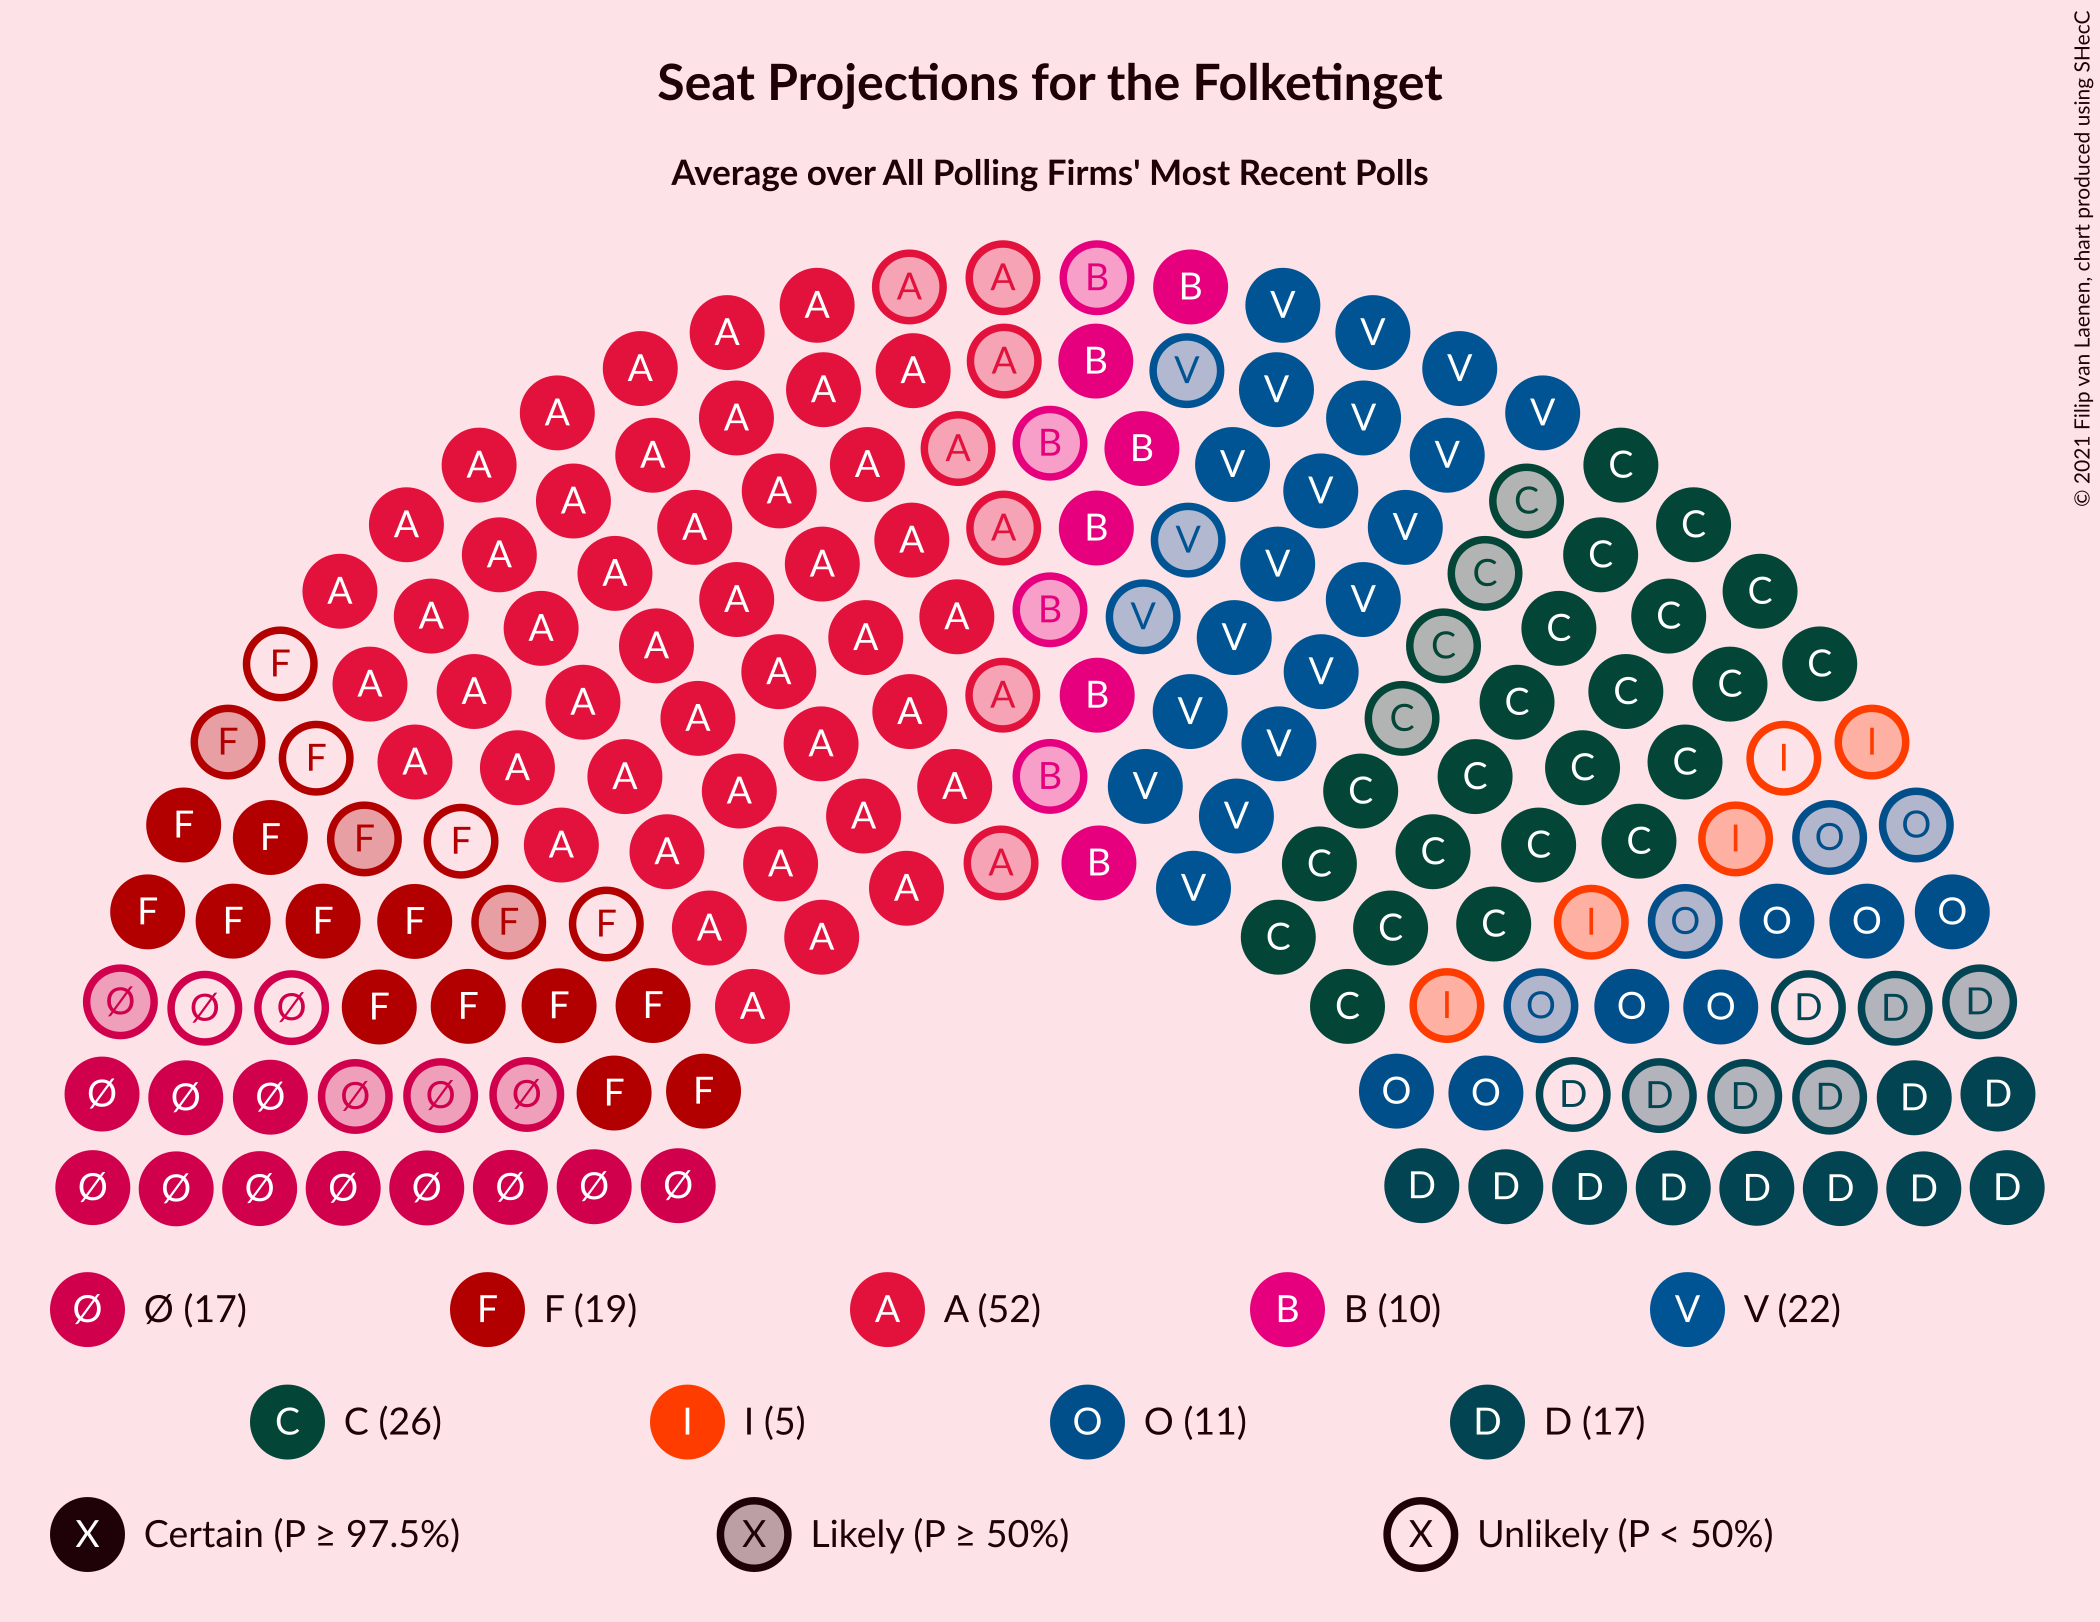 Seat Projections for the Folketinget
Average over All Polling Firms' Most Recent Polls
© 2021 Filip van Laenen, chart produced using SHecC
A A B B
A A V V
A A A A B V V V
A A A V V V
A A A B B V V C
A A A A V V C C
A A A A B V V C C
A A A V V C C
A A A A B V V C C C
F A A A A V V C C C C
F F A A A A B V V C C C I I
F F F F A A A A B V C C C C I O O
F F F F F F A A C C C I O O O O
Ø Ø Ø F F F F A C I O O O D D D
Ø Ø Ø Ø Ø Ø F F O O D D D D D D
Ø Ø Ø Ø Ø Ø Ø Ø D D D D D D D D
Ø Ø (17) F F (19) A A (52) B B (10) V V (22)
C C (26) I I (5) O O (11) D D (17)
X Certain (P ≥ 97.5%) X Likely (P ≥ 50%) X Unlikely (P < 50%)